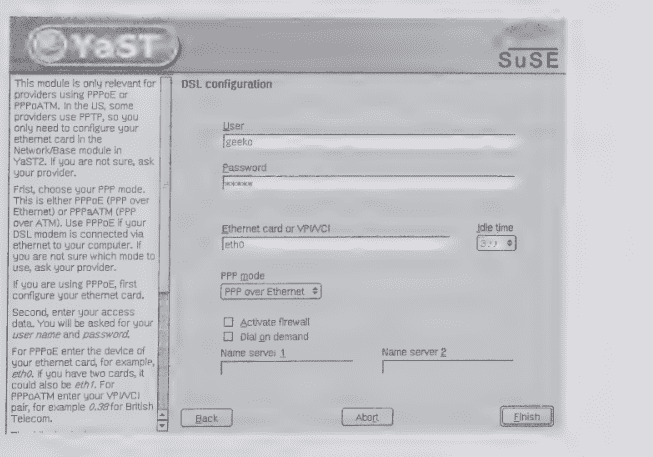 YaST
SuSE
This module is only relevant for
providers using PPPoE or
PPPoATM. In the US, some
providers use PPTP, so you
only need to configure your
ethernet card in the
Network/Base module in
YaST2. If you are not sure, ask
your provider.
Frist, choose your PPP mode.
This is either PPPoE (PPP over
Ethernet) or PPPaATM (PPP
over ATM). Use PPPoE if your
DSL modem is connected via
ethernet to your computer. If
you are not sure which mode to
use, ask your provider.
If you are using PPPoE, first
configure your ethernet card.
Second, enter your access
data. You will be asked for your
user name and password.
For PPPoE enter the device of
your ethernet card, for example,
eth0. If you have two cards, it
could also be eth1. For
PPPoATM enter your VPI/VCI
pair, for example 0.38 for British
Telecom.
DSL configuration
User
geeko
Password
*****
Ethernet card or VPI/VCI
Idle time
eth0
PPP mode
PPP over Ethernet
Activate firewall
Dial on demand
Name server 1
Name server 2
Back
Abort
Finish